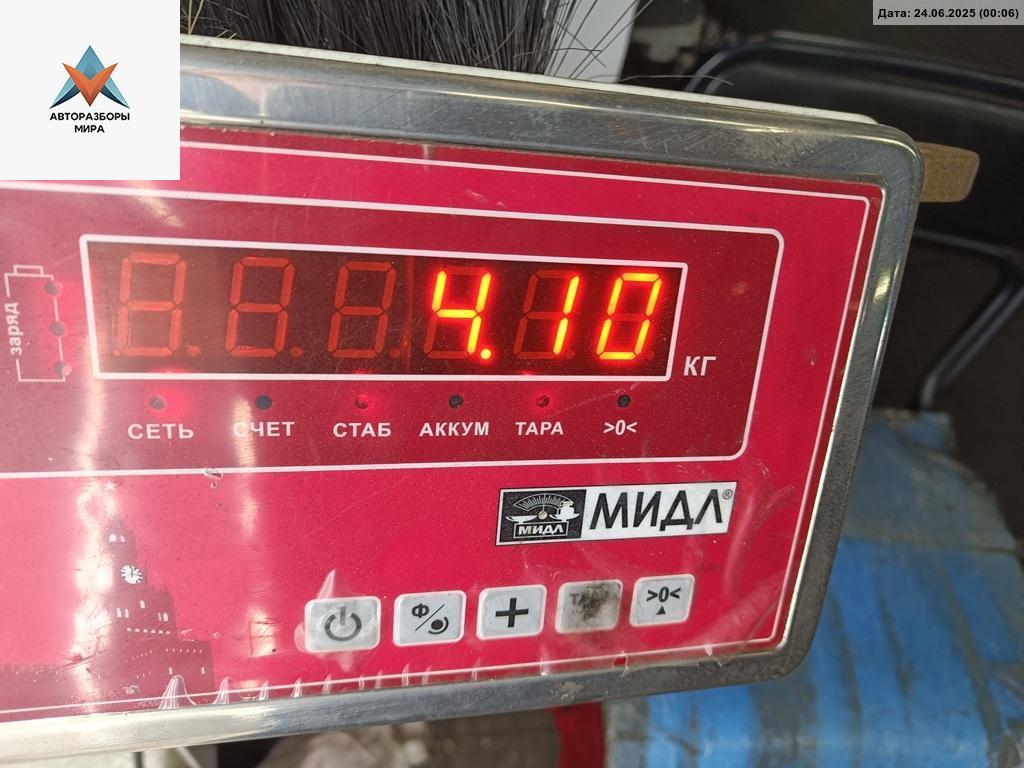 Дата: 24.06.2025 (00:06)
АВТОРАЗБОРЫ
МИРА
4.10
КГ
заряд
СЕТЬ СЧЕТ СТАБ АККУМ ТАРА >0<
МИДЛ МИДЛ®
Ф/ + >0<